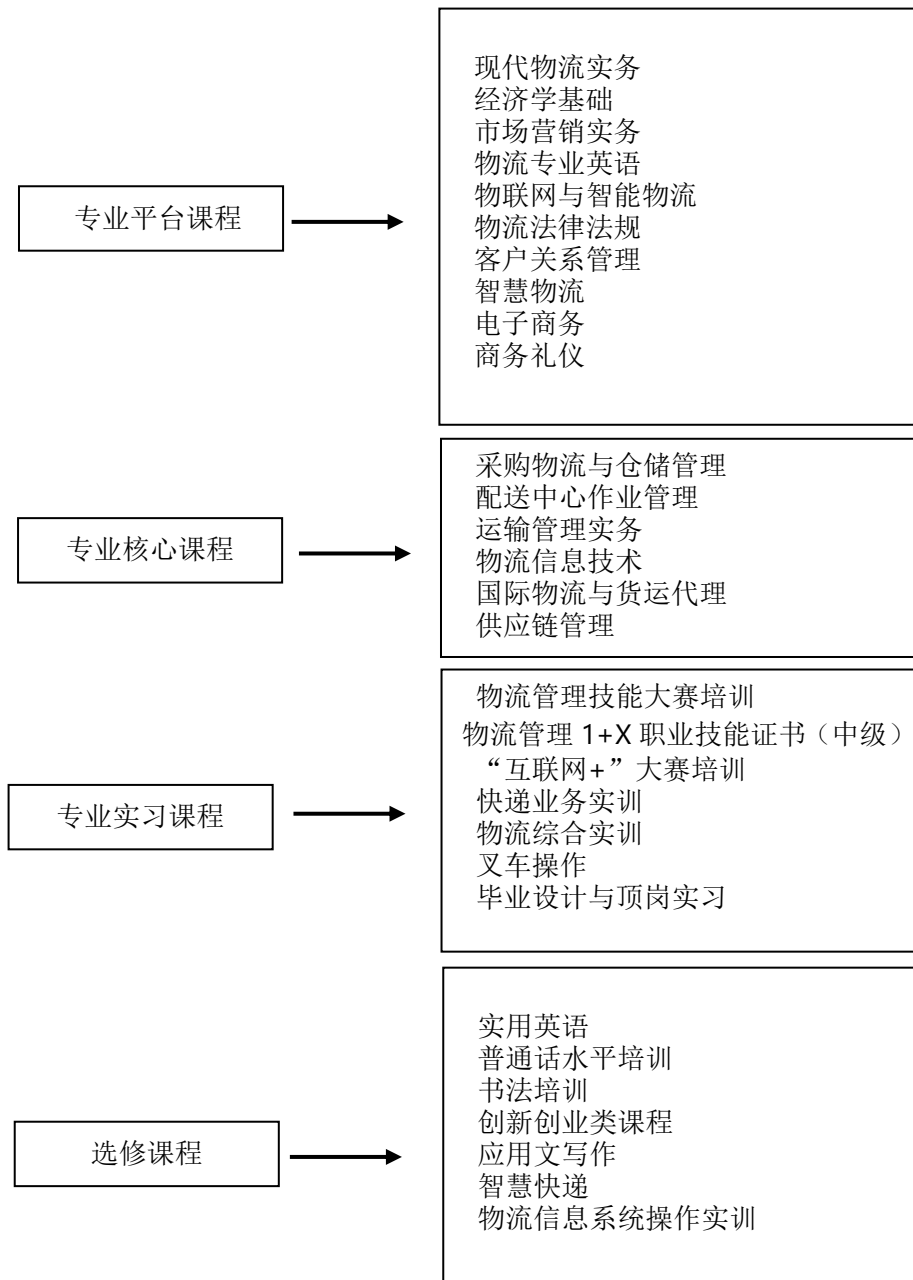 专业平台课程
现代物流实务
经济学基础
市场营销实务
物流专业英语
物联网与智能物流
物流法律法规
客户关系管理
智慧物流
电子商务
商务礼仪
专业核心课程
采购物流与仓储管理
配送中心作业管理
运输管理实务
物流信息技术
国际物流与货运代理
供应链管理
专业实习课程
物流管理技能大赛培训
物流管理 1+X 职业技能证书（中级）
“互联网+”大赛培训
快递业务实训
物流综合实训
叉车操作
毕业设计与顶岗实习
选修课程
实用英语
普通话水平培训
书法培训
创新创业类课程
应用文写作
智慧快递
物流信息系统操作实训